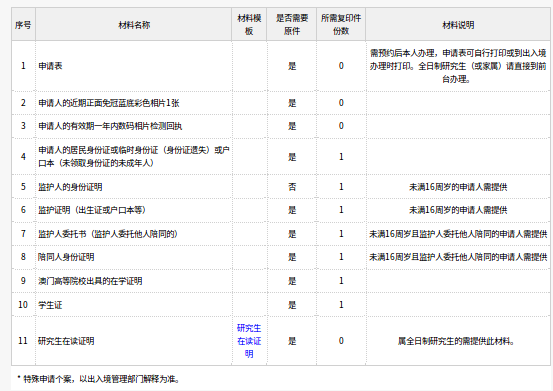 序号 材料名称 材料模板 是否需要原件 所需复印件份数 材料说明
1 申请表 是 0 需预约后本人办理，申请表可自行打印或到出入境办理时打印。全日制研究生（或家属）请直接到前台办理。
2 申请人的近期正面免冠蓝底彩色相片1张 是 0
3 申请人的有效期一年内数码相片检测回执 是 0
4 申请人的居民身份证或临时身份证（身份证遗失）或户口本（未领取身份证的未成年人） 是 1
5 监护人的身份证明 否 1 未满16周岁的申请人需提供
6 监护证明（出生证或户口本等） 是 1 未满16周岁的申请人需提供
7 监护人委托书（监护人委托他人陪同的） 是 1 未满16周岁且监护人委托他人陪同的申请人需提供
8 陪同人身份证明 是 1 未满16周岁且监护人委托他人陪同的申请人需提供
9 澳门高等院校出具的在学证明 是 1
10 学生证 是 1
11 研究生在读证明 研究生在读证明 是 0 属全日制研究生的需提供此材料。
* 特殊申请个案，以出入境管理部门解释为准。